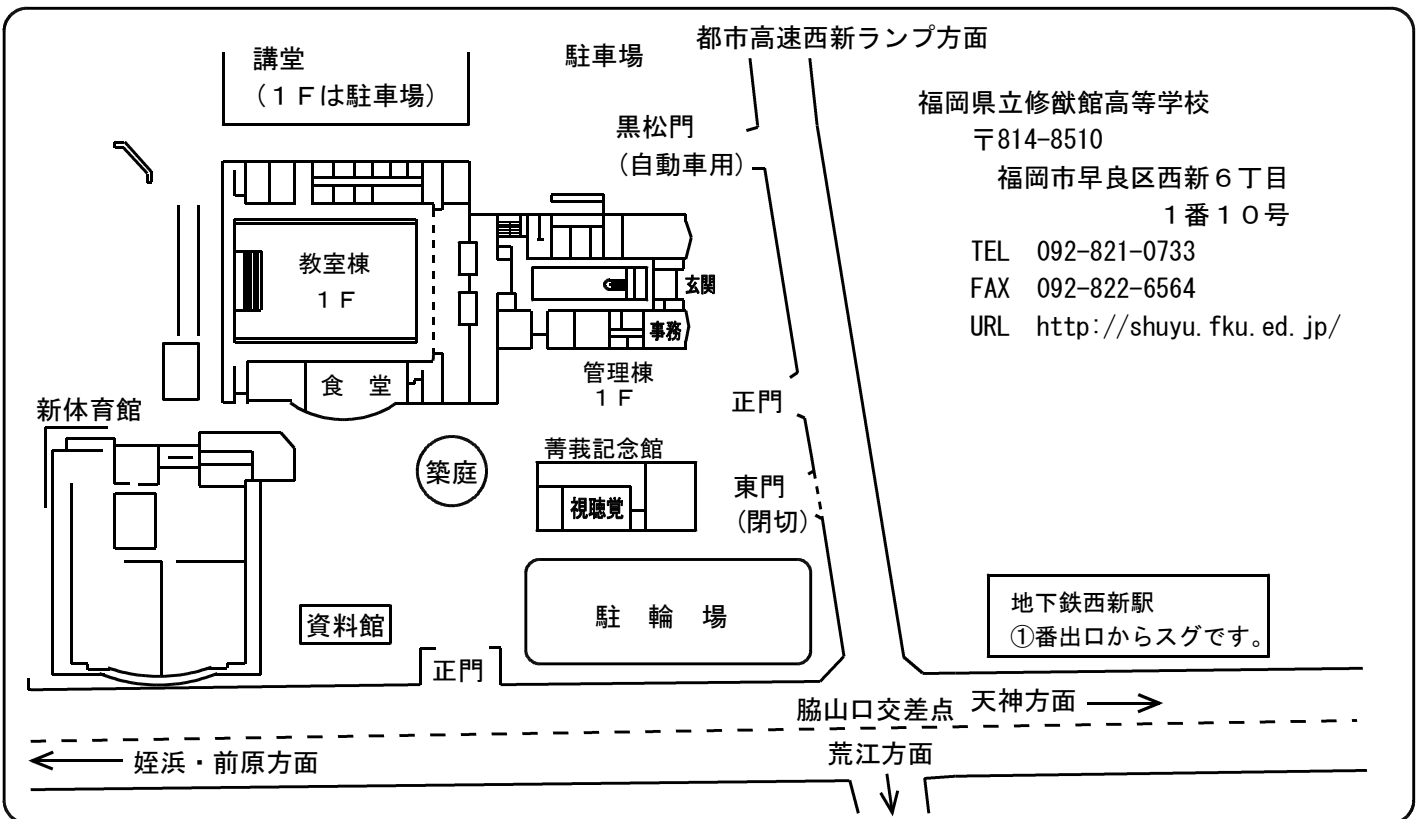 都市高速西新ランプ方面
講堂
（１Ｆは駐車場）
駐車場
黒松門
（自動車用）
福岡県立修猷館高等学校
〒814-8510
福岡市早良区西新６丁目
１番１０号
TEL 092-821-0733
FAX 092-822-6564
URL http://shuyu.fku.ed.jp/
教室棟
１Ｆ
玄関
事務
管理棟
１Ｆ
食 堂
正門
新体育館
築庭
菁莪記念館
視聴覚
東門
（閉切）
駐 輪 場
資料館
正門
地下鉄西新駅
①番出口からスグです。
脇山口交差点
天神方面
荒江方面
姪浜・前原方面